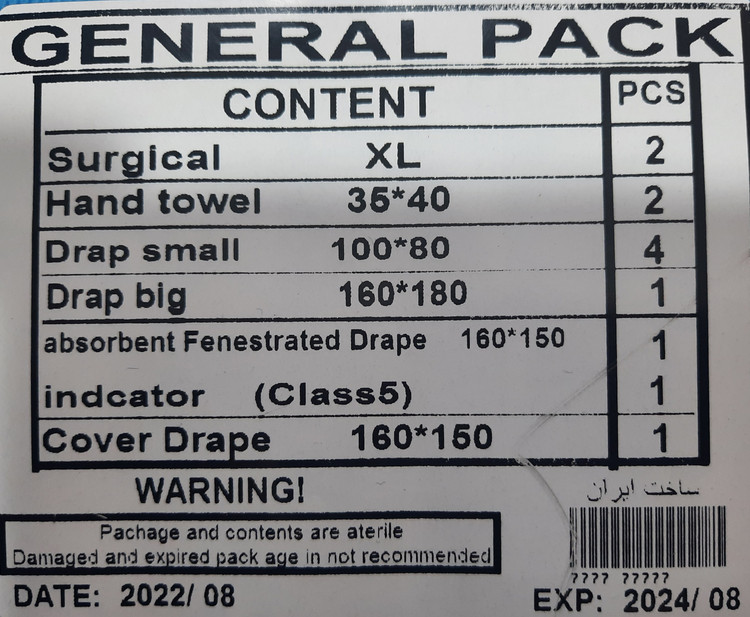 GENERAL PACK
CONTENT PCS
Surgical XL 2
Hand towel 35*40 2
Drap small 100*80 4
Drap big 160*180 1
absorbent Fenestrated Drape 160*150 1
indcator (Class5) 1
Cover Drape 160*150 1
WARNING!
ساخت ایران
Pachage and contents are aterile
Damaged and expired pack age in not recommended
???? ?????
DATE: 2022/ 08
EXP: 2024/ 08